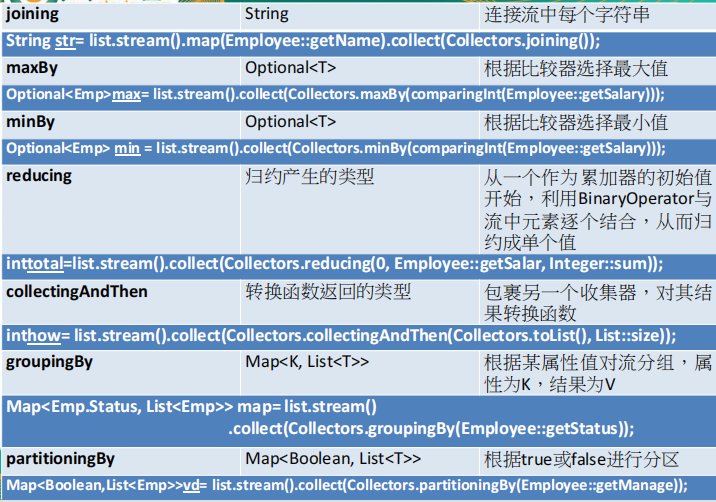 joining String 连接流中每个字符串
String str= list.stream().map(Employee::getName).collect(Collectors.joining());
maxBy Optional<T> 根据比较器选择最大值
Optional<Emp>max= list.stream().collect(Collectors.maxBy(comparingInt(Employee::getSalary)));
minBy Optional<T> 根据比较器选择最小值
Optional<Emp> min = list.stream().collect(Collectors.minBy(comparingInt(Employee::getSalary)));
reducing 归约产生的类型 从一个作为累加器的初始值
开始，利用BinaryOperator与
流中元素逐个结合，从而归
约成单个值
inttotal=list.stream().collect(Collectors.reducing(0, Employee::getSalar, Integer::sum));
collectingAndThen 转换函数返回的类型 包裹另一个收集器，对其结
果转换函数
inthow= list.stream().collect(Collectors.collectingAndThen(Collectors.toList(), List::size));
groupingBy Map<K, List<T>> 根据某属性值对流分组，属
性为K，结果为V
Map<Emp.Status, List<Emp>> map= list.stream()
.collect(Collectors.groupingBy(Employee::getStatus));
partitioningBy Map<Boolean, List<T>> 根据true或false进行分区
Map<Boolean,List<Emp>>vd= list.stream().collect(Collectors.partitioningBy(Employee::getManage));